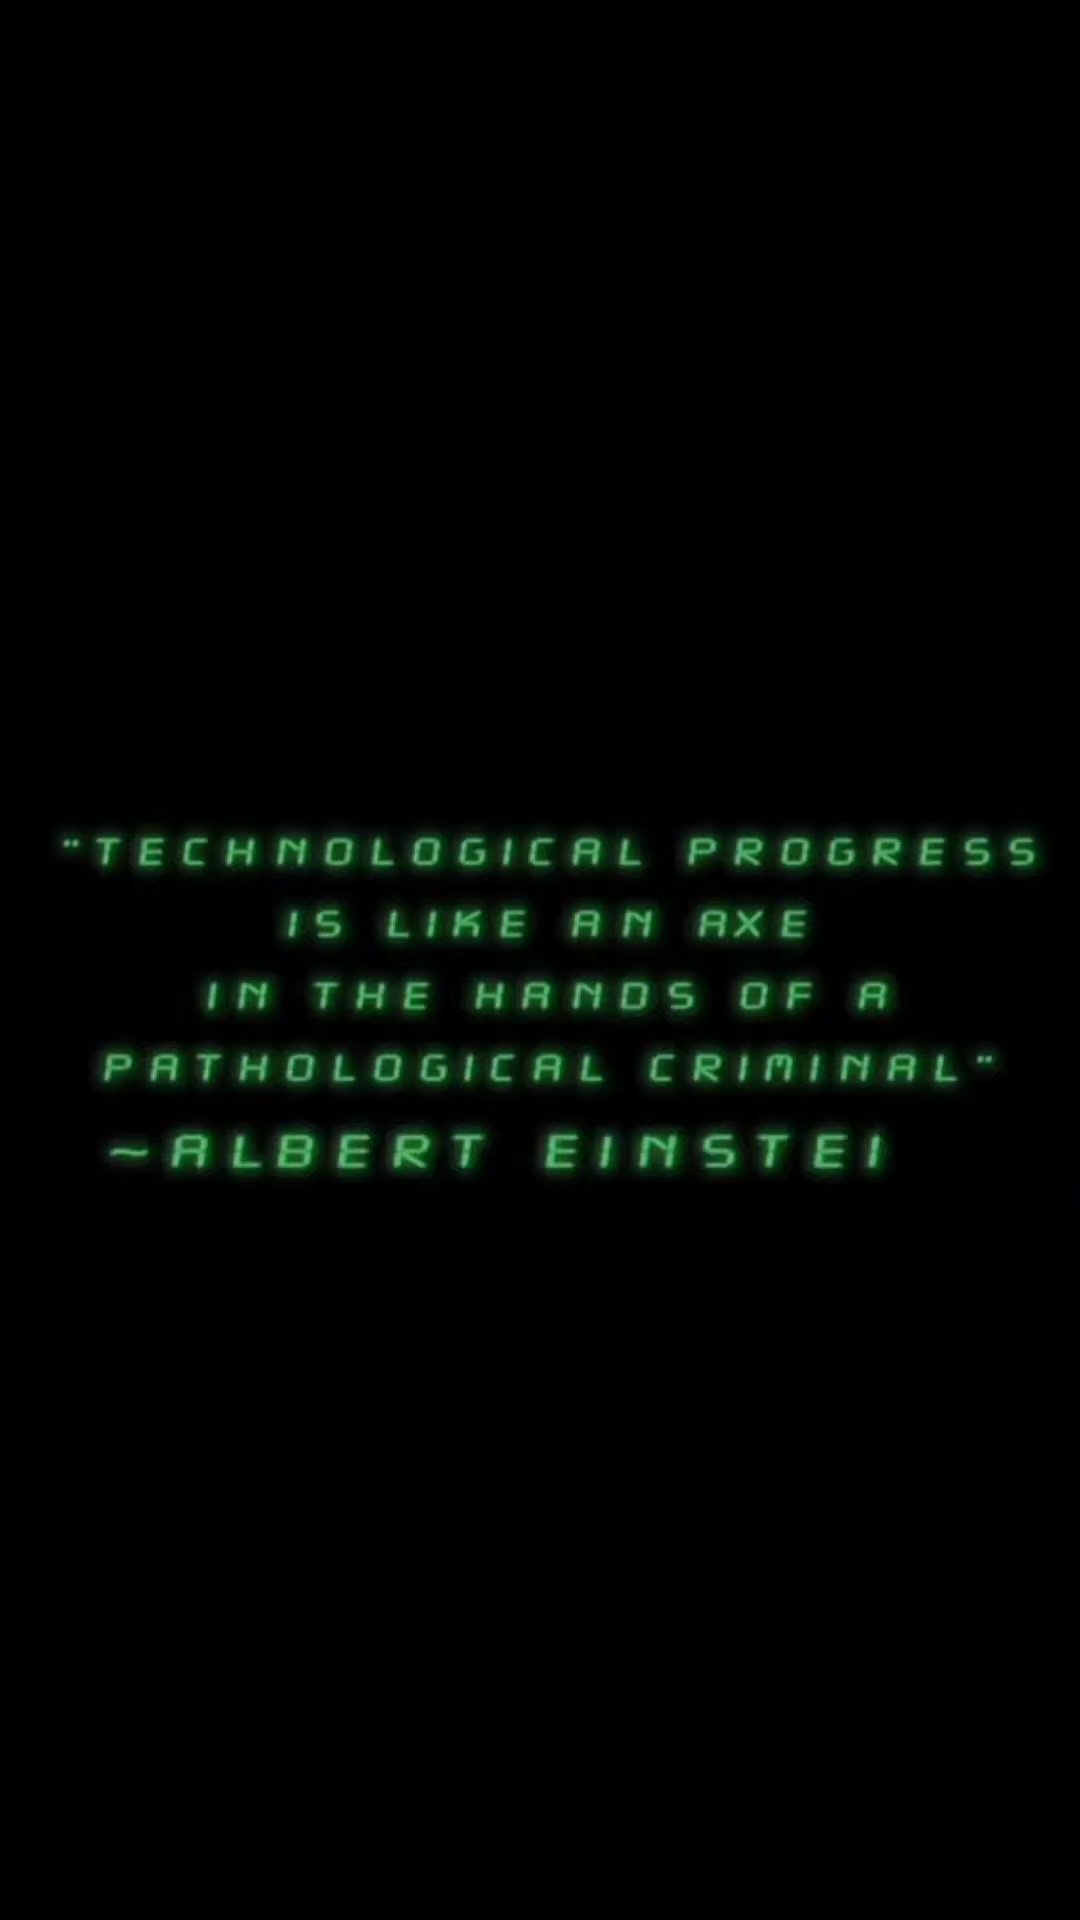 "TECHNOLOGICAL PROGRESS
IS LIKE AN AXE
IN THE HANDS OF A
PATHOLOGICAL CRIMINAL"
~ALBERT EINSTEI